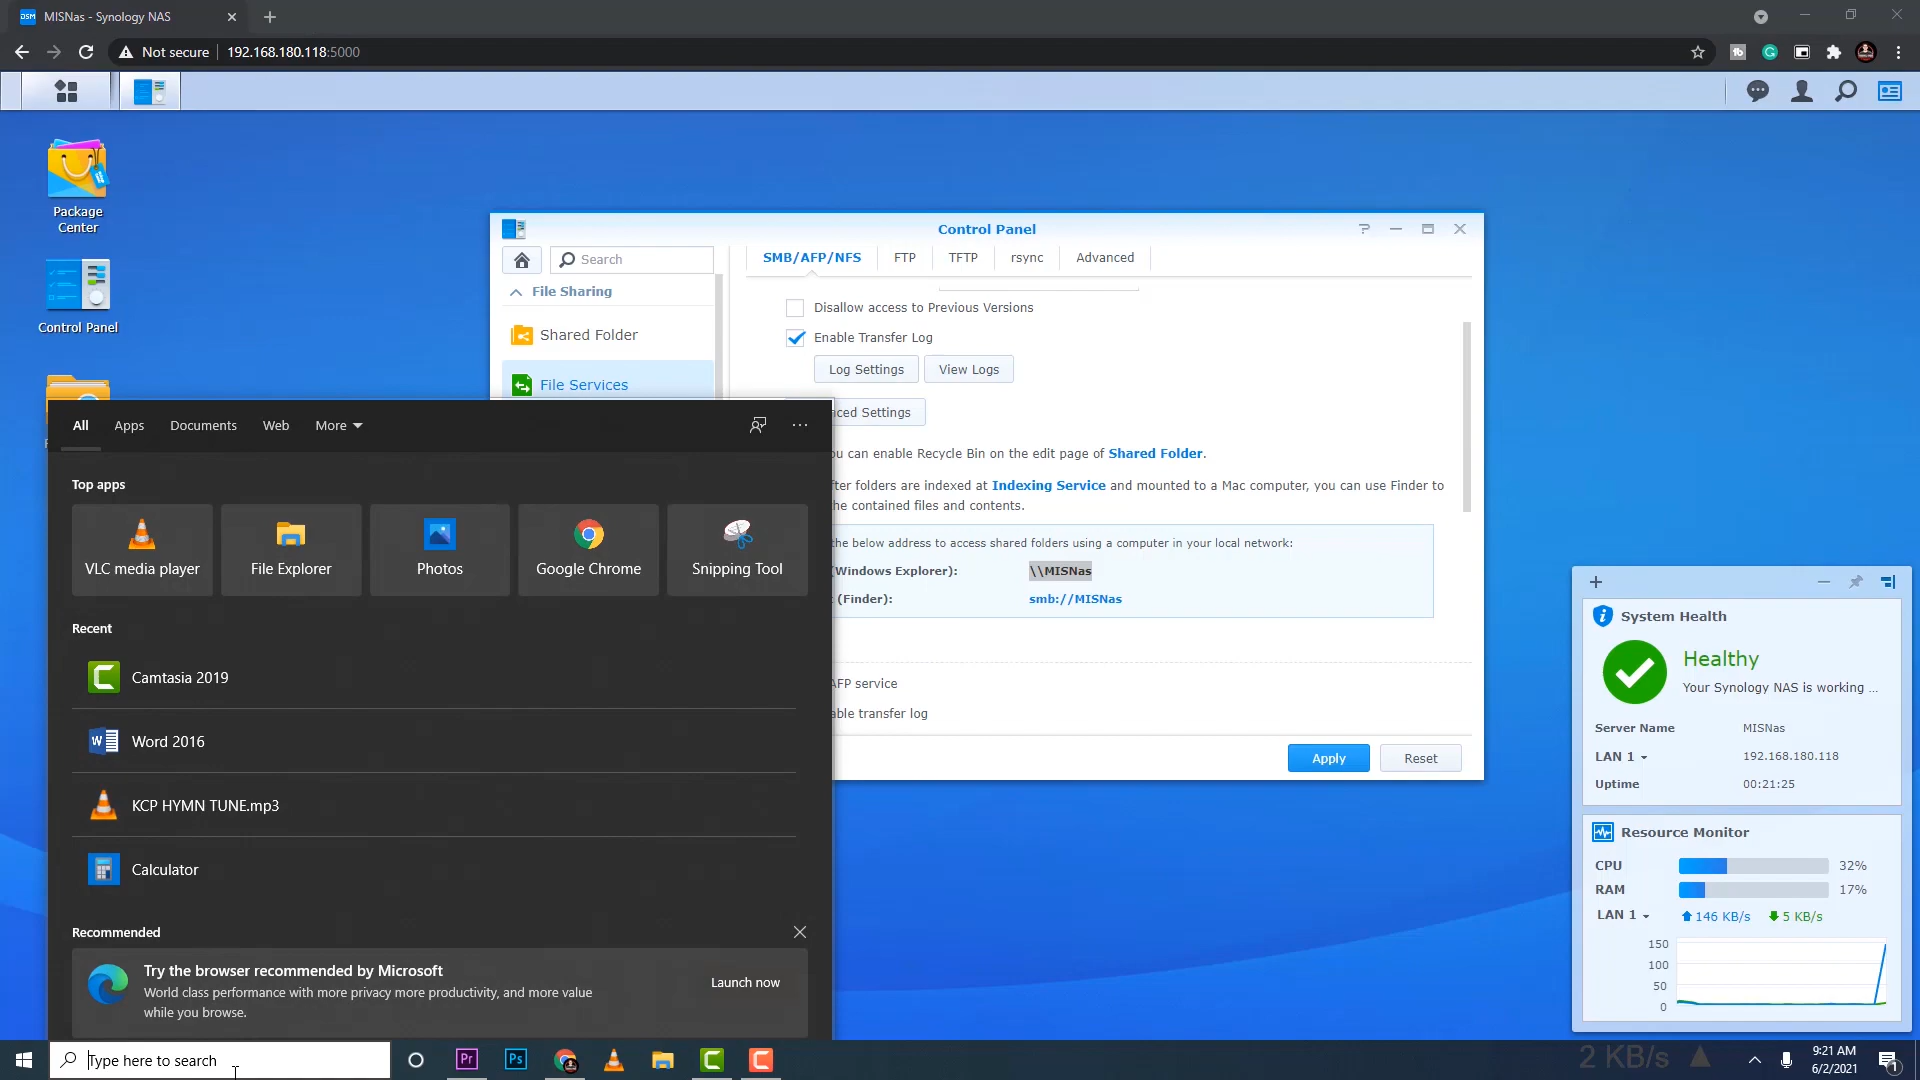 MISNas - Synology NAS
Not secure
192.168.180.118:5000
Package
Center
Control Panel
Control Panel
Search
SMB/AFP/NFS
FTP
TFTP
rsync
Advanced
File Sharing
Shared Folder
File Services
Disallow access to Previous Versions
Enable Transfer Log
Log Settings
View Logs
ced Settings
u can enable Recycle Bin on the edit page of Shared Folder.
ter folders are indexed at Indexing Service and mounted to a Mac computer, you can use Finder to
he contained files and contents.
the below address to access shared folders using a computer in your local network:
(Windows Explorer):
\\MISNas
(Finder):
smb://MISNas
AFP service
able transfer log
Apply
Reset
All
Apps
Documents
Web
More
Top apps
VLC media player
File Explorer
Photos
Google Chrome
Snipping Tool
Recent
Camtasia 2019
Word 2016
KCP HYMN TUNE.mp3
Calculator
Recommended
Try the browser recommended by Microsoft
World class performance with more privacy more productivity, and more value
while you browse.
Launch now
System Health
Healthy
Your Synology NAS is working ...
Server Name
MISNas
LAN 1
192.168.180.118
Uptime
00:21:25
Resource Monitor
CPU
32%
RAM
17%
LAN 1
146 KB/s
5 KB/s
150
100
50
0
Type here to search
Pr
Ps
2 KB/s
9:21 AM
6/2/2021
1